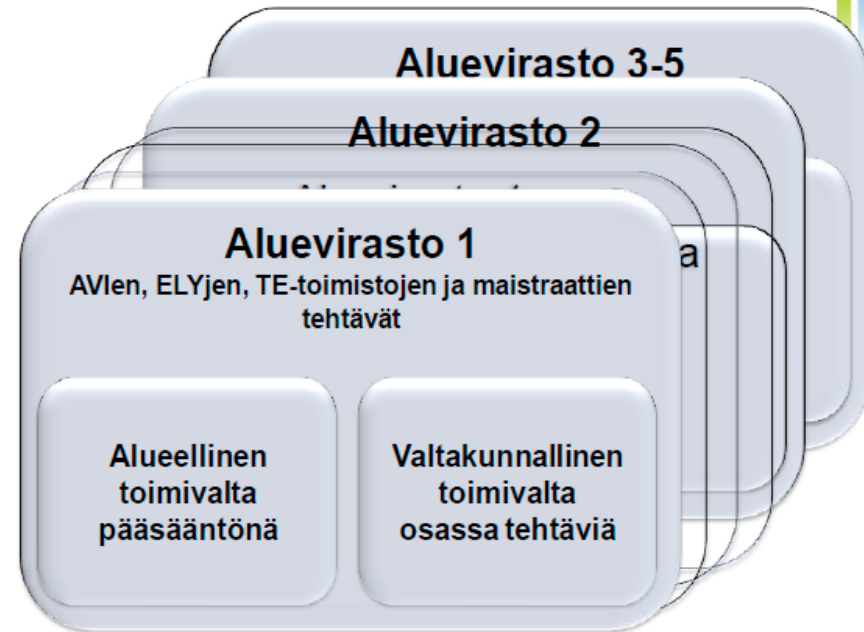 Aluevirasto 3-5
Aluevirasto 2
Aluevirasto 1
AVIen, ELYjen, TE-toimistojen ja maistraattien
tehtävät
Alueellinen
toimivalta
pääsääntönä
Valtakunnallinen
toimivalta
osassa tehtäviä